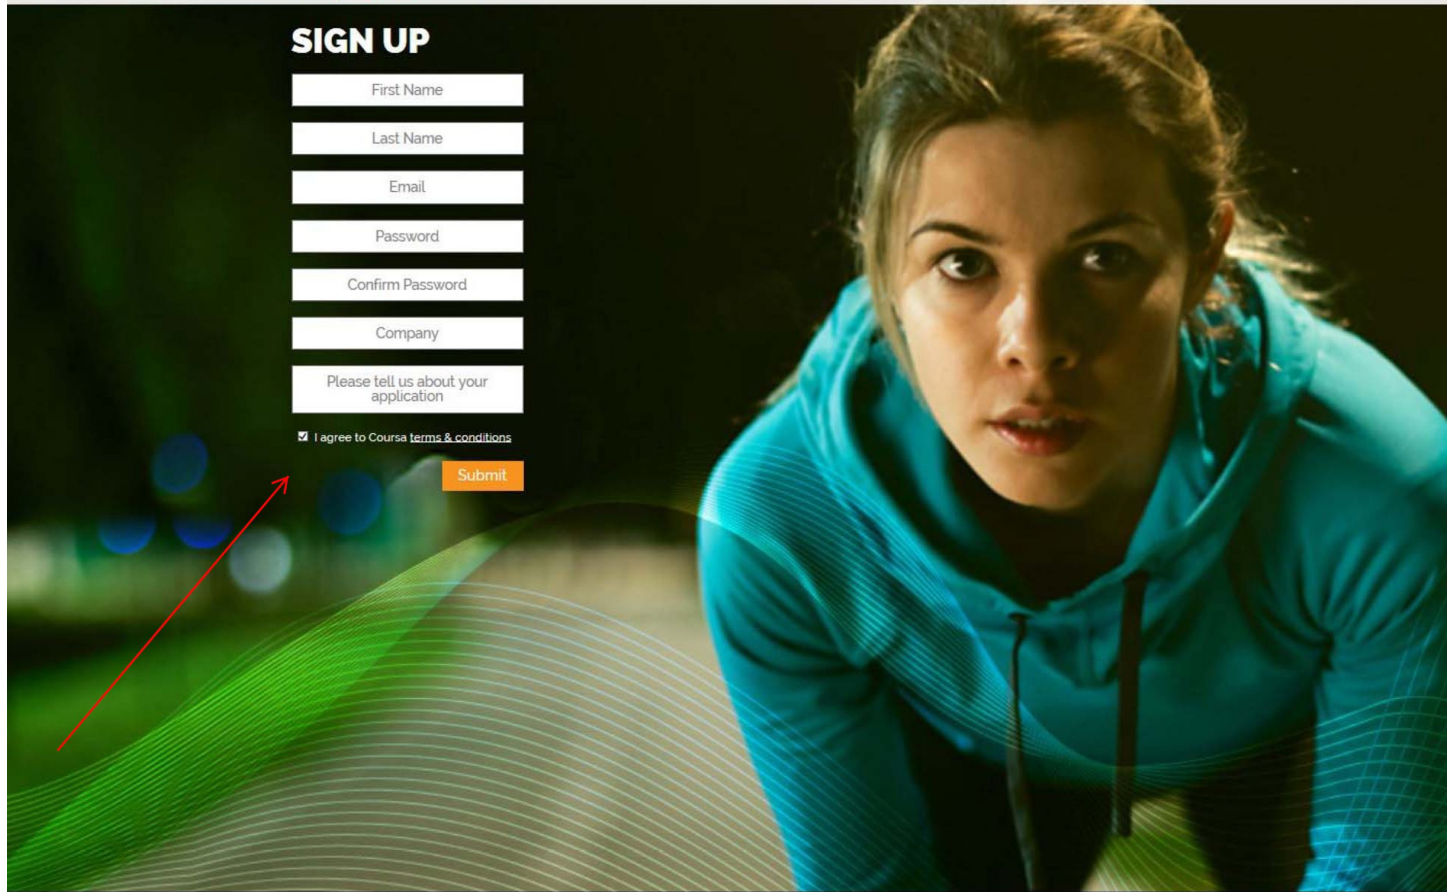 SIGN UP
First Name
Last Name
Email
Password
Confirm Password
Company
Please tell us about your
application
I agree to Coursa terms & conditions
Submit